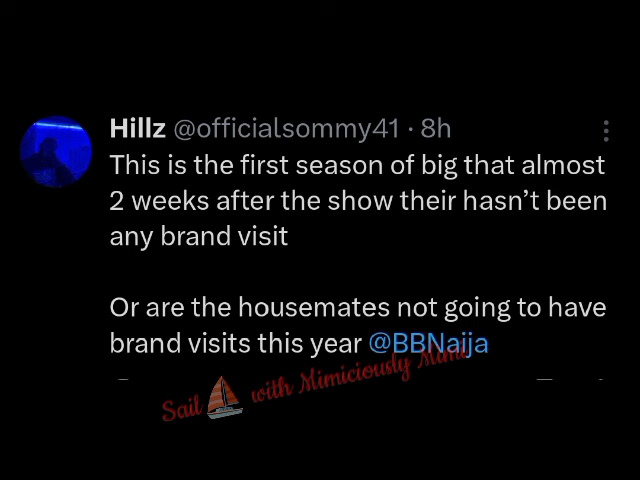 Hillz @officialsommy41 · 8h
This is the first season of big that almost
2 weeks after the show their hasn’t been
any brand visit
Or are the housemates not going to have
brand visits this year @BBNaija
Sail with Mimiciously Mimi